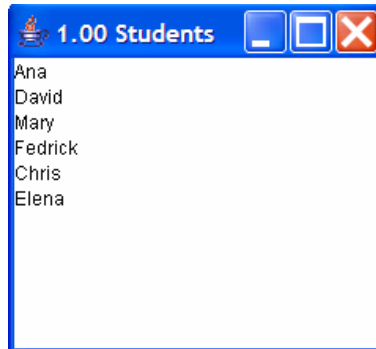 1.00 Students
Ana
David
Mary
Fedrick
Chris
Elena